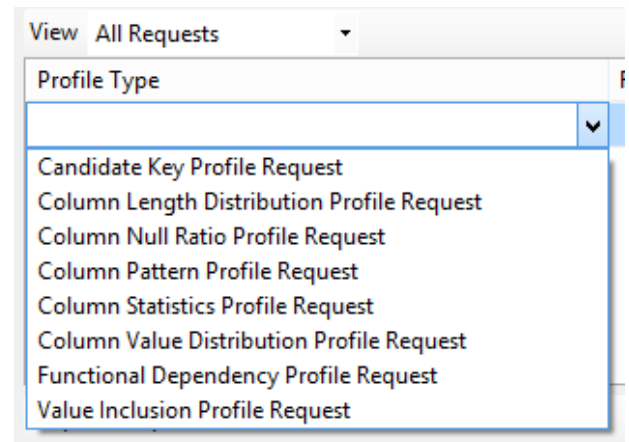 View All Requests
Profile Type
Candidate Key Profile Request
Column Length Distribution Profile Request
Column Null Ratio Profile Request
Column Pattern Profile Request
Column Statistics Profile Request
Column Value Distribution Profile Request
Functional Dependency Profile Request
Value Inclusion Profile Request